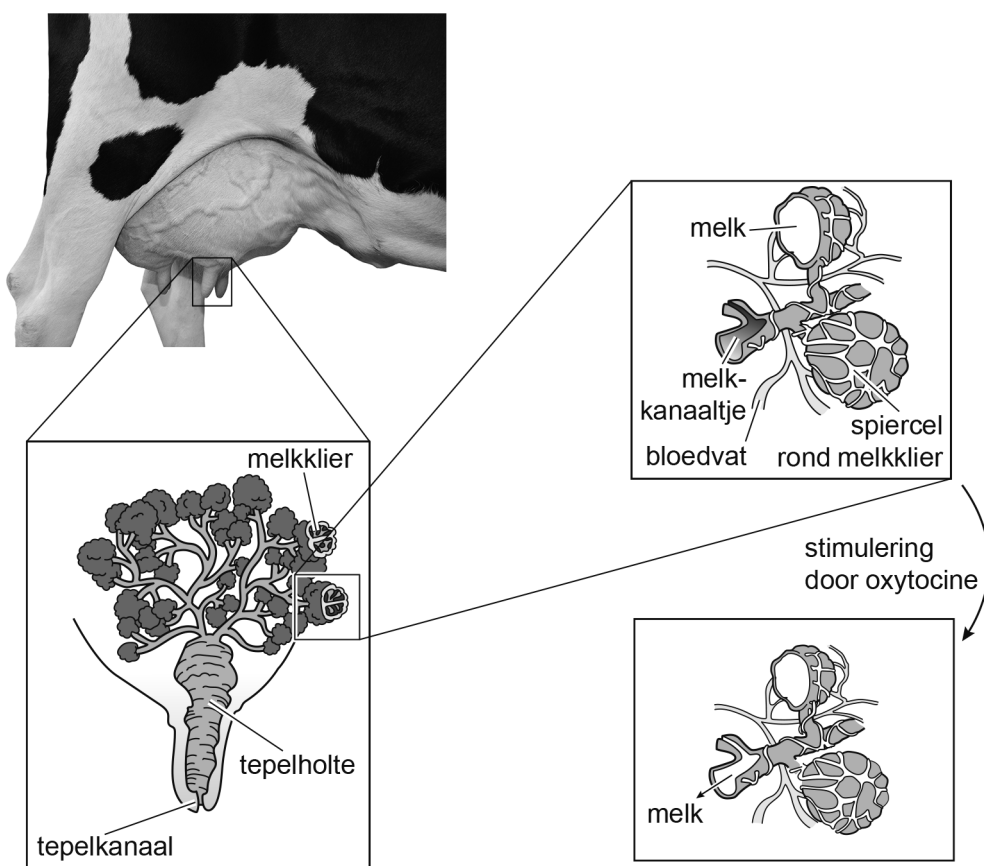 melk
melk-
kanaaltje
bloedvat
spiercel
rond melkklier
melkklier
stimulering
door oxytocine
tepelholte
tepelkanaal
melk